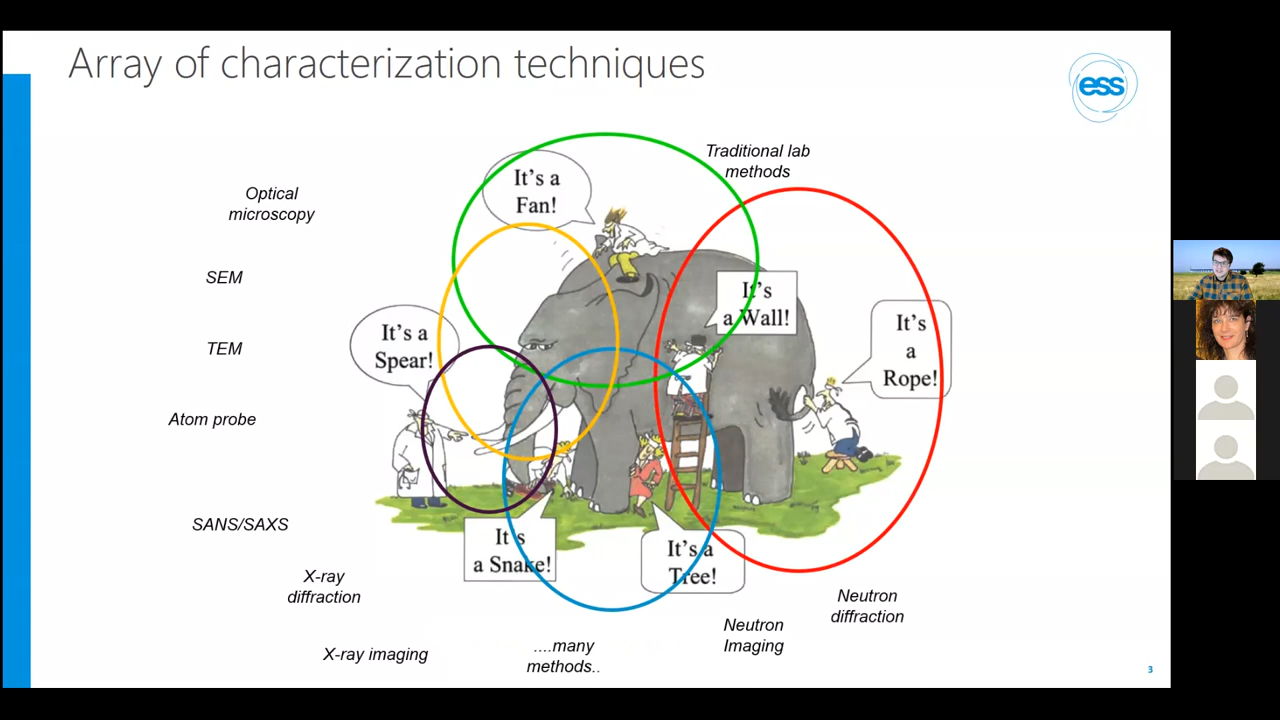 Array of characterization techniques
ess
Traditional lab
methods
It's a
Fan!
Optical
microscopy
SEM
It's
a Wall!
It's a
Spear!
It's
a
Rope!
TEM
Atom probe
SANS/SAXS
It's
a Snake!
It's a
Tree!
X-ray
diffraction
Neutron
diffraction
Neutron
Imaging
X-ray imaging
....many
methods..
3